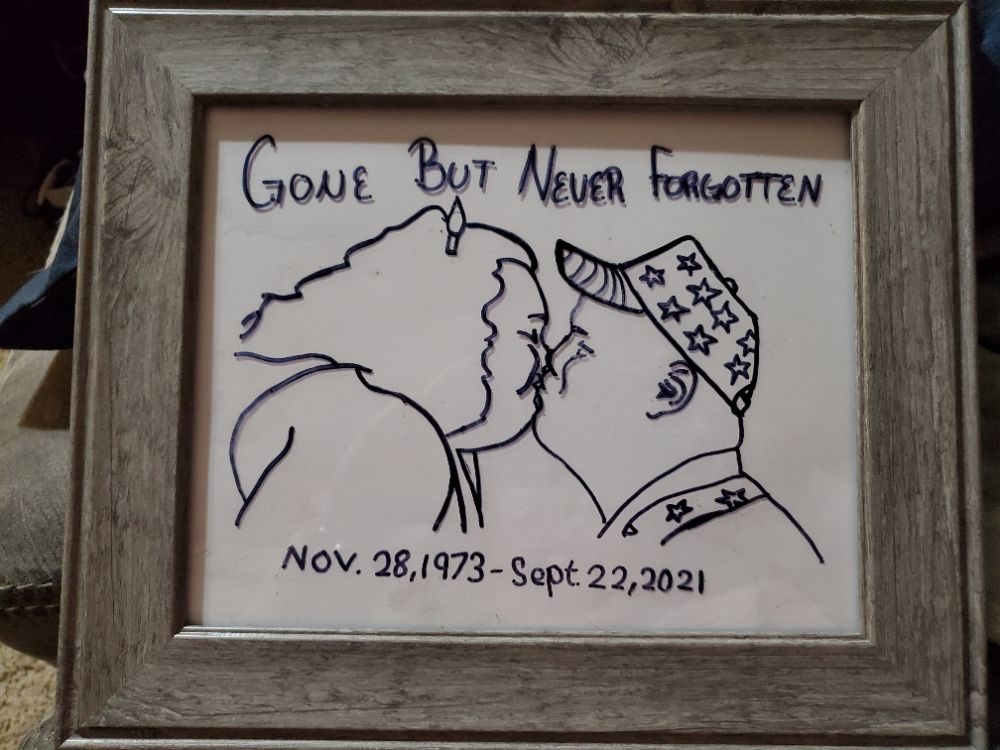 Gone But Never Forgotten
Nov. 28, 1973 - Sept. 22, 2021